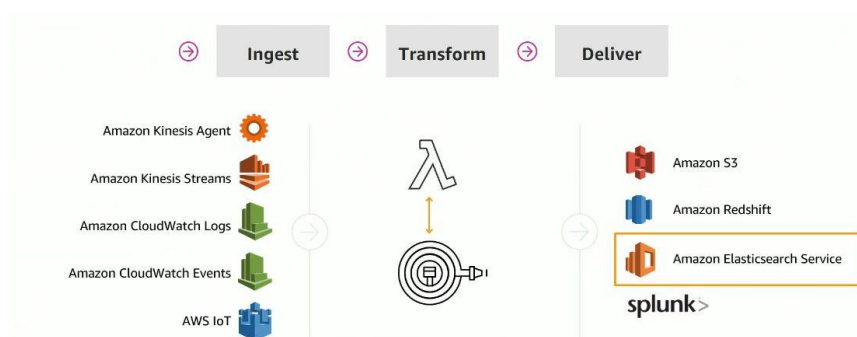 Ingest
Transform
Deliver
Amazon Kinesis Agent
Amazon Kinesis Streams
Amazon CloudWatch Logs
Amazon CloudWatch Events
AWS IoT
Amazon S3
Amazon Redshift
Amazon Elasticsearch Service
splunk>